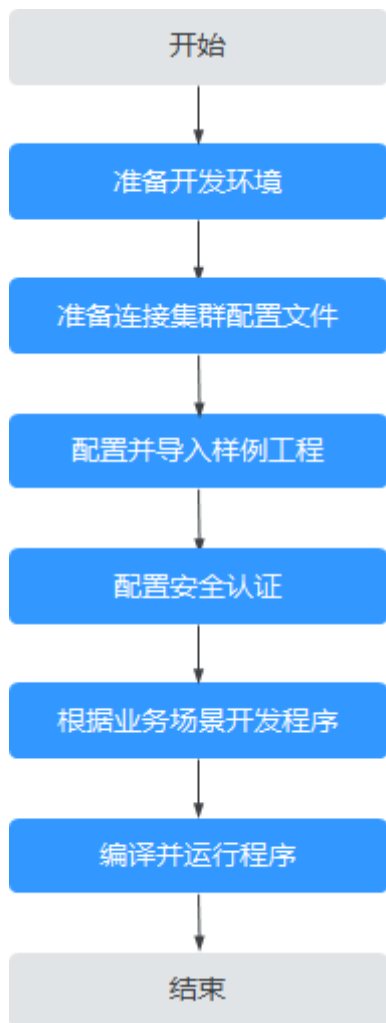 开始
准备开发环境
准备连接集群配置文件
配置并导入样例工程
配置安全认证
根据业务场景开发程序
编译并运行程序
结束